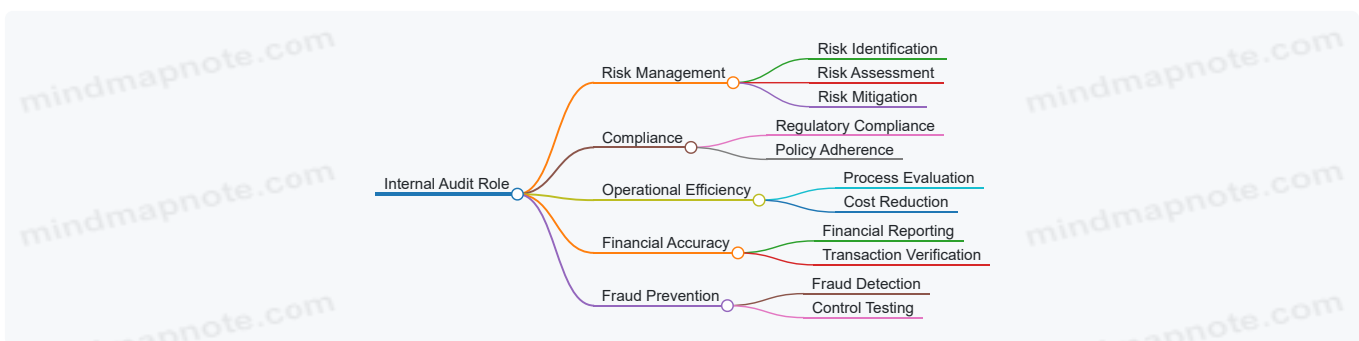 mindmapnote.com
mindmapnote.com
Internal Audit Role
Risk Management
Risk Identification
Risk Assessment
Risk Mitigation
Compliance
Regulatory Compliance
Policy Adherence
Operational Efficiency
Process Evaluation
Cost Reduction
Financial Accuracy
Financial Reporting
Transaction Verification
Fraud Prevention
Fraud Detection
Control Testing
mindmapnote.com
mindmapnote.com
mindmapnote.com
mindmapnote.com